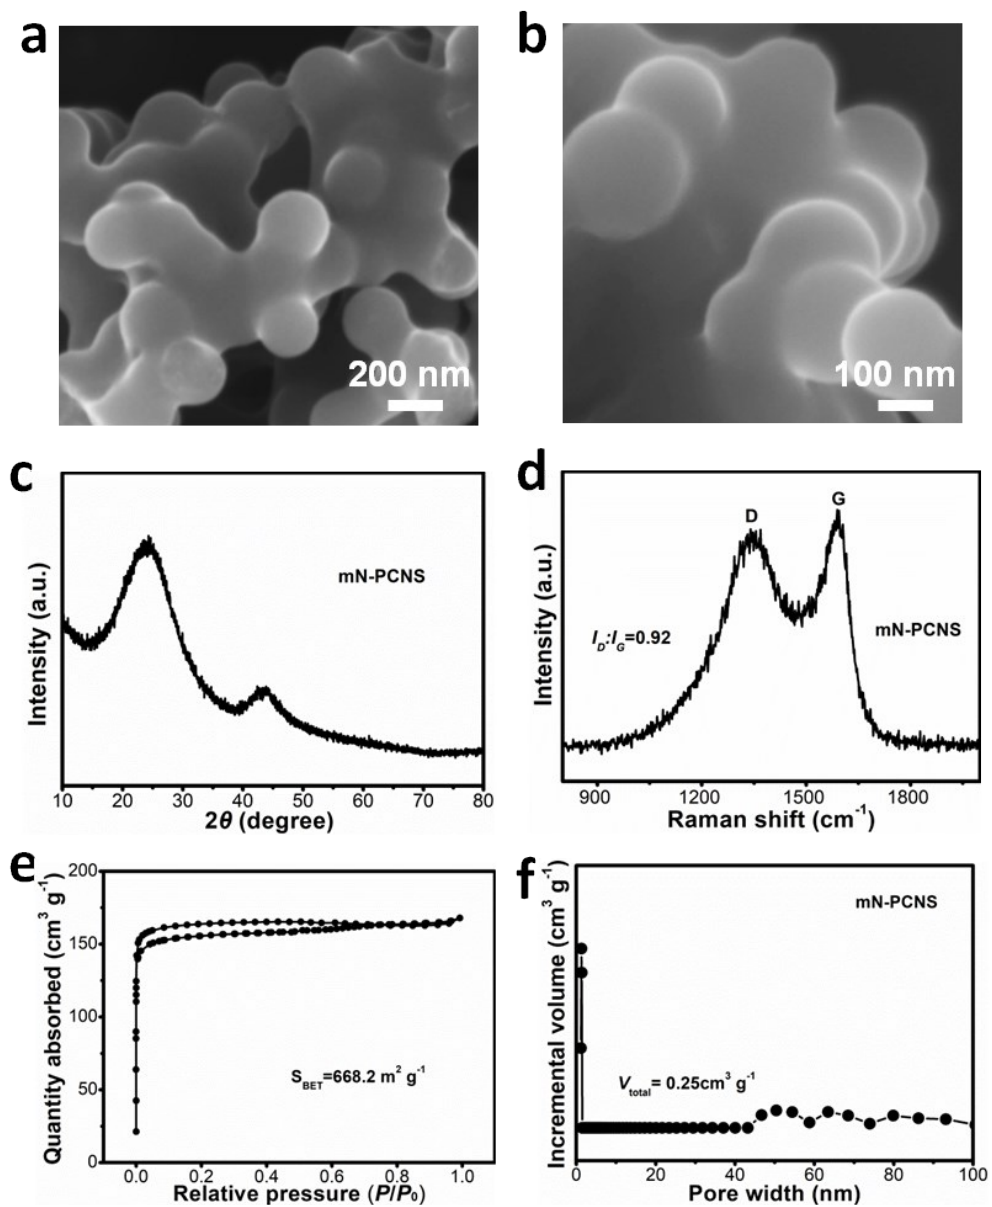 a
200 nm
b
100 nm
c
Intensity (a.u.)
mN-PCNS
10 20 30 40 50 60 70 80
2θ (degree)
d
Intensity (a.u.)
D
G
I_D:I_G=0.92
mN-PCNS
900 1200 1500 1800
Raman shift (cm⁻¹)
e
Quantity absorbed (cm³ g⁻¹)
200
150
100
50
0
S_BET=668.2 m² g⁻¹
0.0 0.2 0.4 0.6 0.8 1.0
Relative pressure (P/P₀)
f
Incremental volume (cm³ g⁻¹)
mN-PCNS
V_total= 0.25cm³ g⁻¹
0 20 40 60 80 100
Pore width (nm)